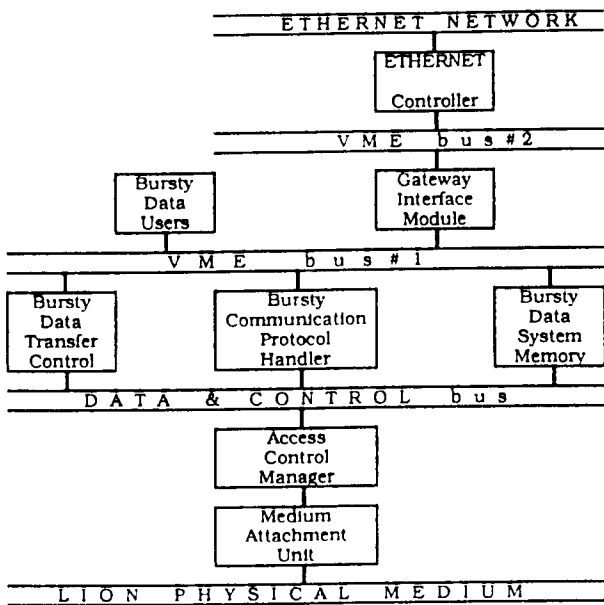 ETHERNET NETWORK
ETHERNET
Controller
VME bus#2
Bursty
Data
Users
Gateway
Interface
Module
VME bus#1
Bursty
Data
Transfer
Control
Bursty
Communication
Protocol
Handler
Bursty
Data
System
Memory
DATA & CONTROL bus
Access
Control
Manager
Medium
Attachment
Unit
LION PHYSICAL MEDIUM